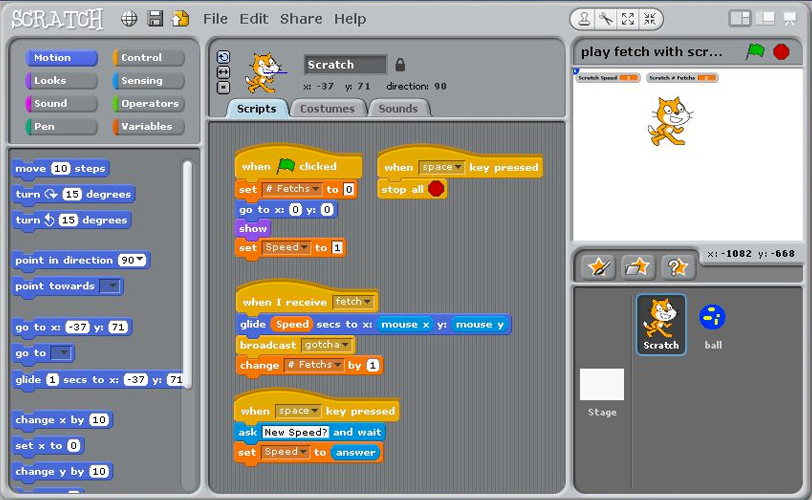 SCRATCH File Edit Share Help
Motion Control
Looks Sensing
Sound Operators
Pen Variables
move 10 steps
turn 15 degrees
turn 15 degrees
point in direction 90
point towards
go to x: -37 y: 71
go to
glide 1 secs to x: -37 y: 71
change x by 10
set x to 0
change y by 10
Scratch
x: -37 y: 71 direction: 90
Scripts Costumes Sounds
when clicked
set # Fetchs to 0
go to x: 0 y: 0
show
set Speed to 1
when space key pressed
stop all
when I receive fetch
glide Speed secs to x: mouse x y: mouse y
broadcast gotcha
change # Fetchs by 1
when space key pressed
ask New Speed? and wait
set Speed to answer
play fetch with scr...
Scratch Speed Scratch # Fetchs
x: -1082 y: -668
Scratch ball
Stage